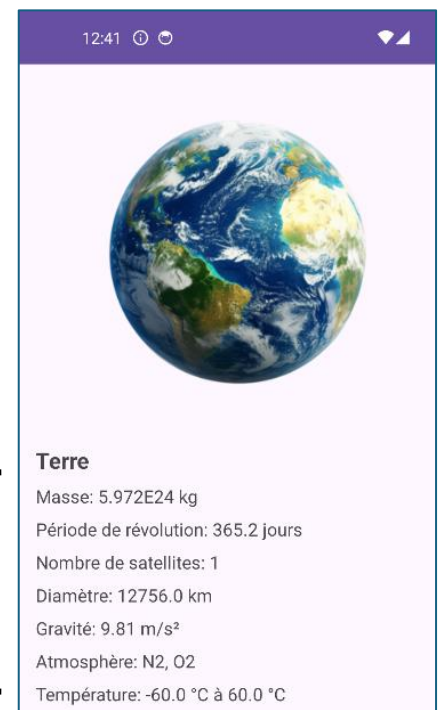 12:41
Terre
Masse: 5.972E24 kg
Période de révolution: 365.2 jours
Nombre de satellites: 1
Diamètre: 12756.0 km
Gravité: 9.81 m/s²
Atmosphère: N2, O2
Température: -60.0 °C à 60.0 °C